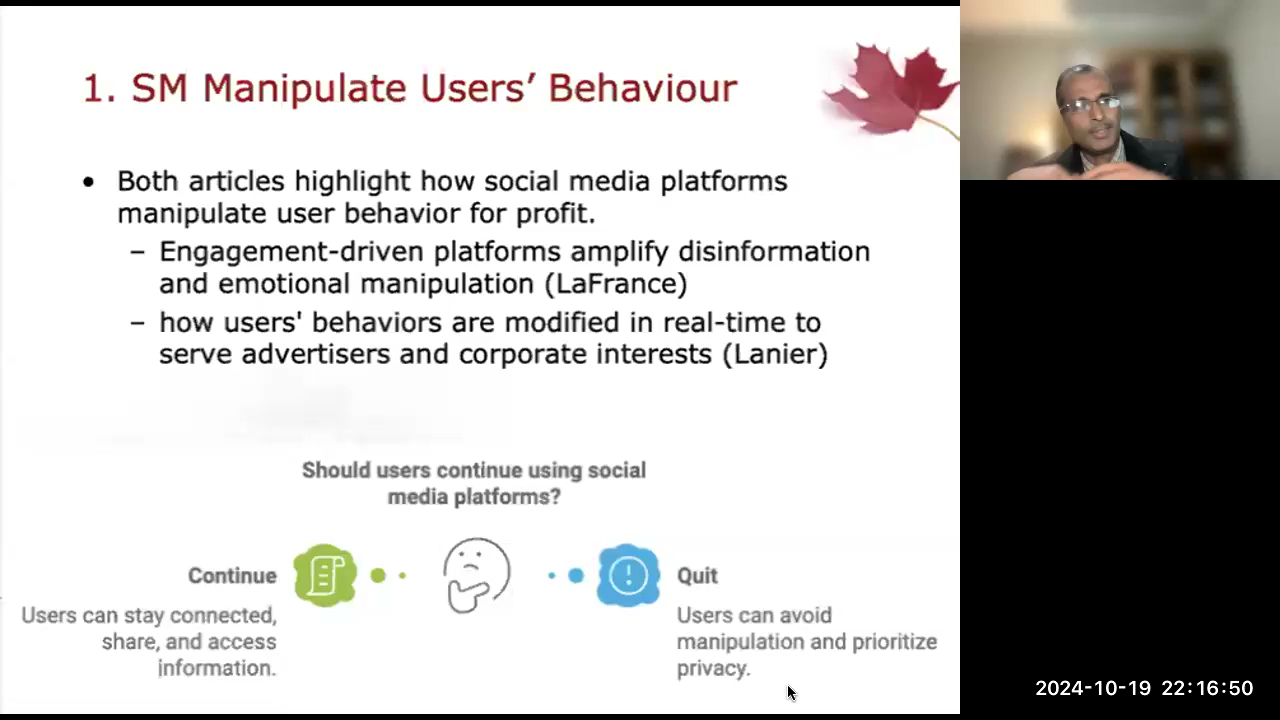 1. SM Manipulate Users’ Behaviour
• Both articles highlight how social media platforms
manipulate user behavior for profit.
– Engagement-driven platforms amplify disinformation
and emotional manipulation (LaFrance)
– how users' behaviors are modified in real-time to
serve advertisers and corporate interests (Lanier)
Should users continue using social
media platforms?
Continue
Users can stay connected,
share, and access
information.
Quit
Users can avoid
manipulation and prioritize
privacy.
2024-10-19 22:16:50